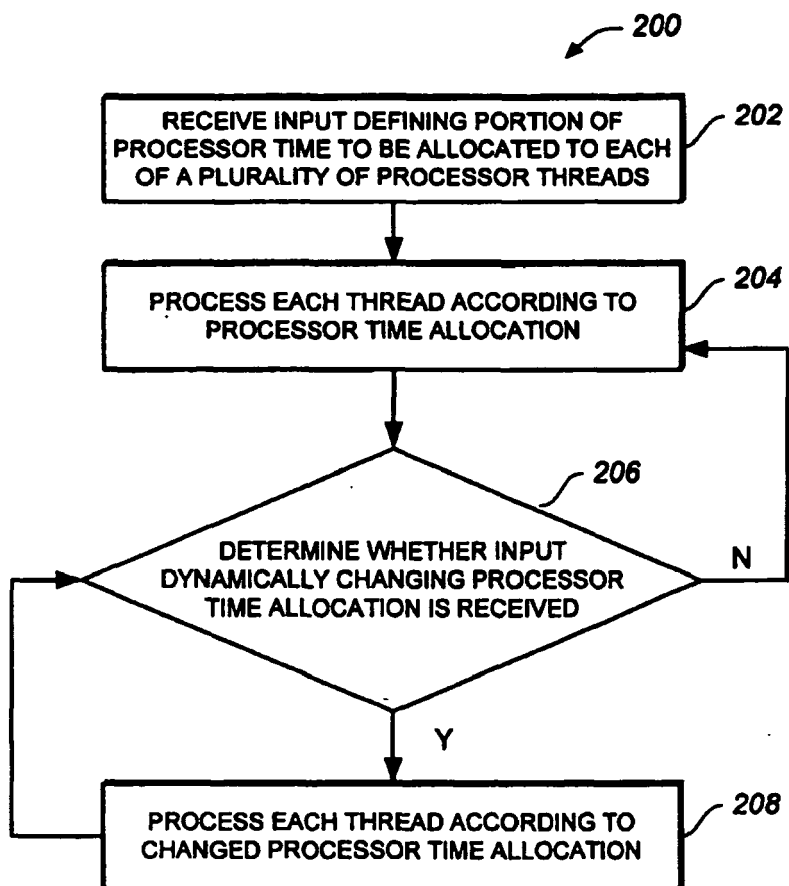 200
RECEIVE INPUT DEFINING PORTION OF
PROCESSOR TIME TO BE ALLOCATED TO EACH
OF A PLURALITY OF PROCESSOR THREADS
202
PROCESS EACH THREAD ACCORDING TO
PROCESSOR TIME ALLOCATION
204
206
DETERMINE WHETHER INPUT
DYNAMICALLY CHANGING PROCESSOR
TIME ALLOCATION IS RECEIVED
N
Y
PROCESS EACH THREAD ACCORDING TO
CHANGED PROCESSOR TIME ALLOCATION
208